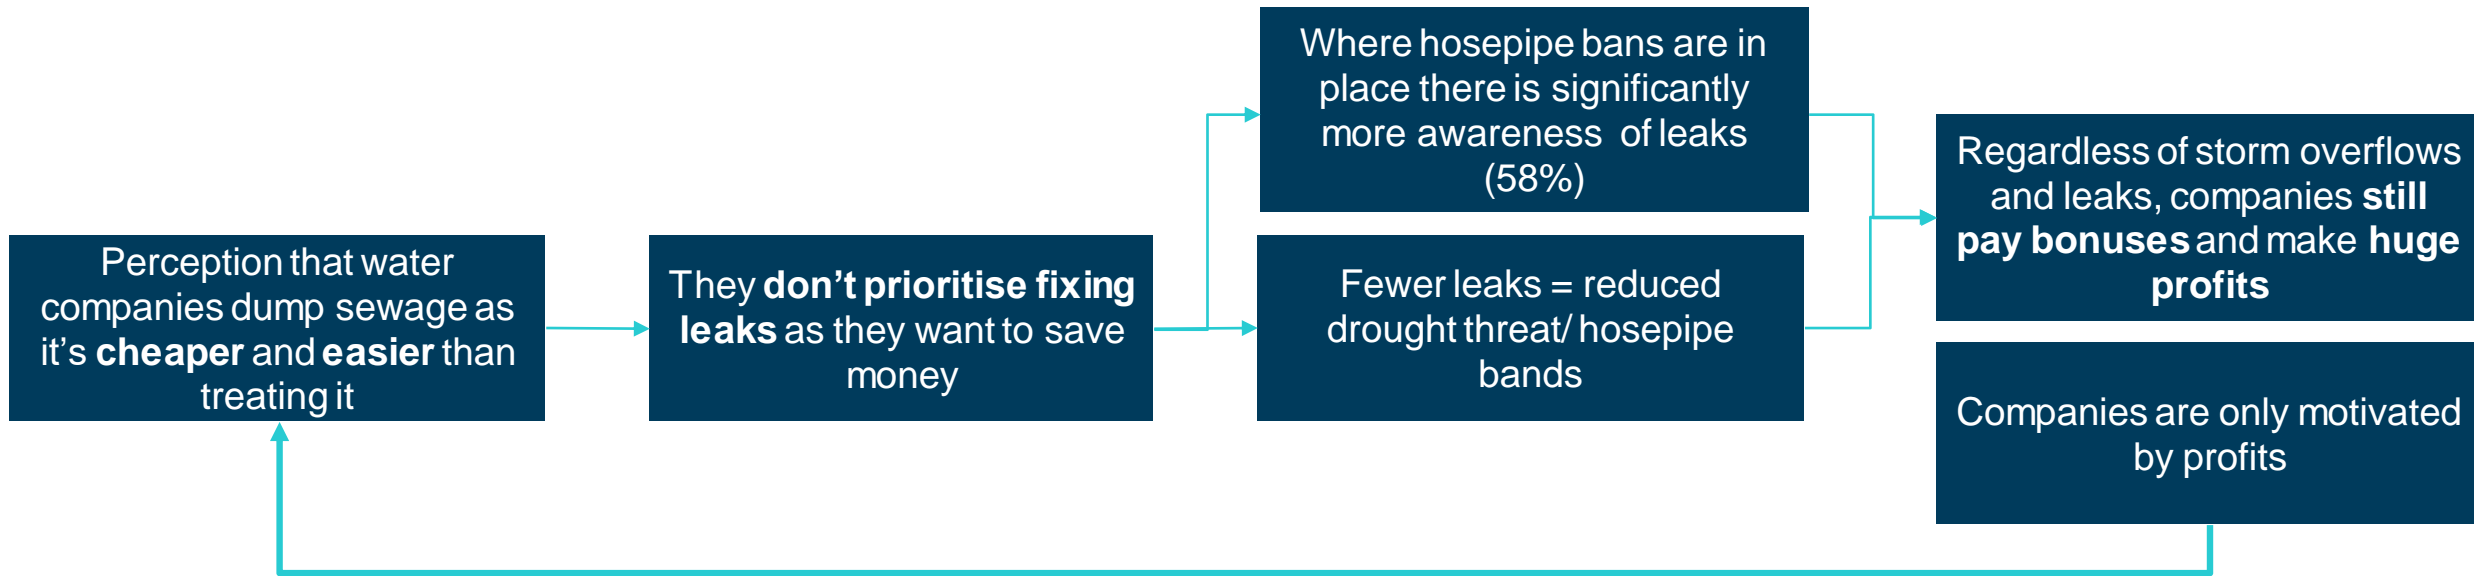 Perception that water
companies dump sewage as
it's cheaper and easier than
treating it
They don't prioritise fixing
leaks as they want to save
money
Where hosepipe bans are in
place there is significantly
more awareness of leaks
(58%)
Fewer leaks = reduced
drought threat/ hosepipe
bands
Regardless of storm overflows
and leaks, companies still
pay bonuses and make huge
profits
Companies are only motivated
by profits